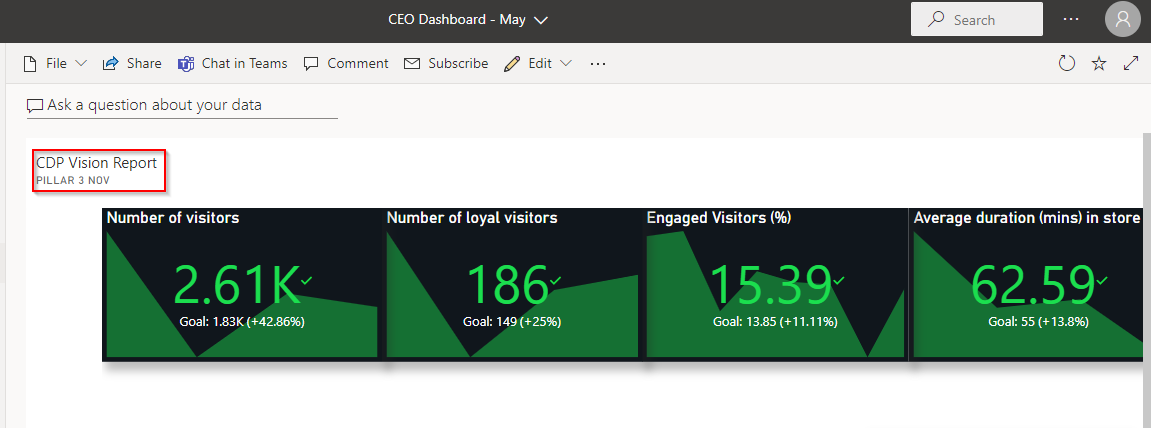 CEO Dashboard - May
Search
File
Share
Chat in Teams
Comment
Subscribe
Edit
Ask a question about your data
CDP Vision Report
PILLAR 3 NOV
Number of visitors
2.61K
Goal: 1.83K (+42.86%)
Number of loyal visitors
186
Goal: 149 (+25%)
Engaged Visitors (%)
15.39
Goal: 13.85 (+11.11%)
Average duration (mins) in store
62.59
Goal: 55 (+13.8%)